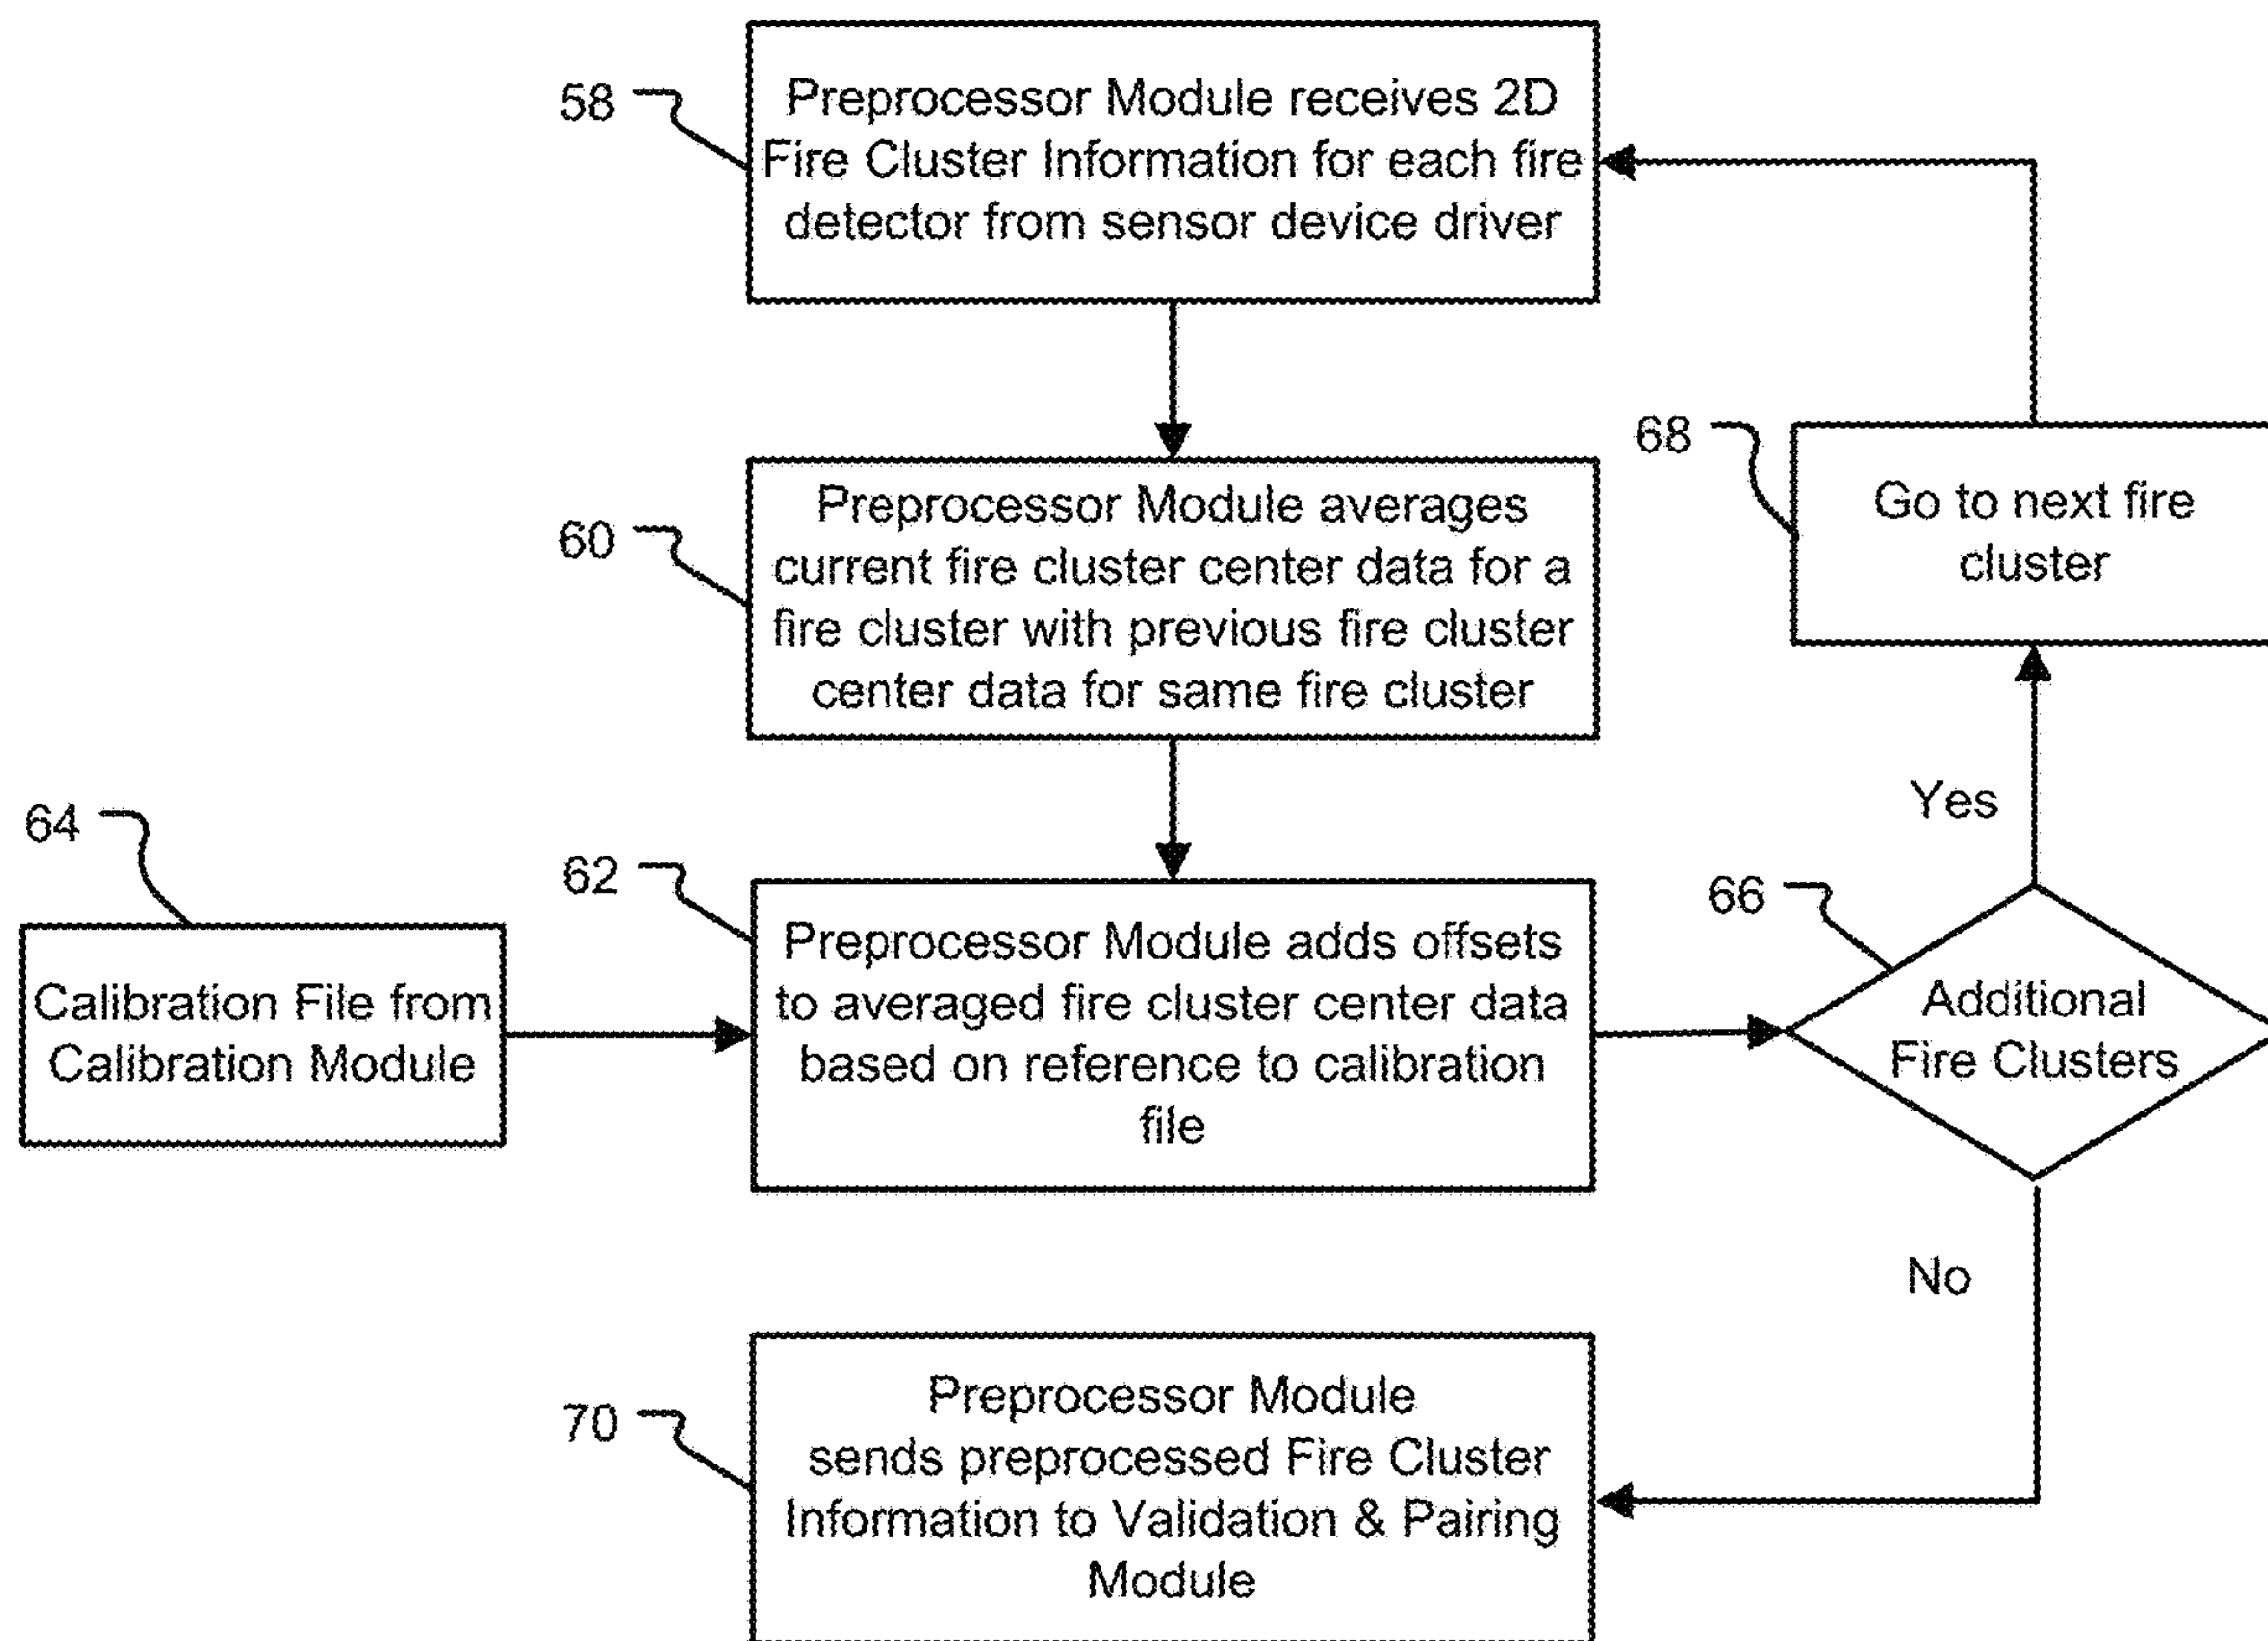 58
Preprocessor Module receives 2D
Fire Cluster Information for each fire
detector from sensor device driver
60
Preprocessor Module averages
current fire cluster center data for a
fire cluster with previous fire cluster
center data for same fire cluster
68
Go to next fire
cluster
Yes
64
Calibration File from
Calibration Module
62
Preprocessor Module adds offsets
to averaged fire cluster center data
based on reference to calibration
file
66
Additional
Fire Clusters
No
70
Preprocessor Module
sends preprocessed Fire Cluster
Information to Validation & Pairing
Module